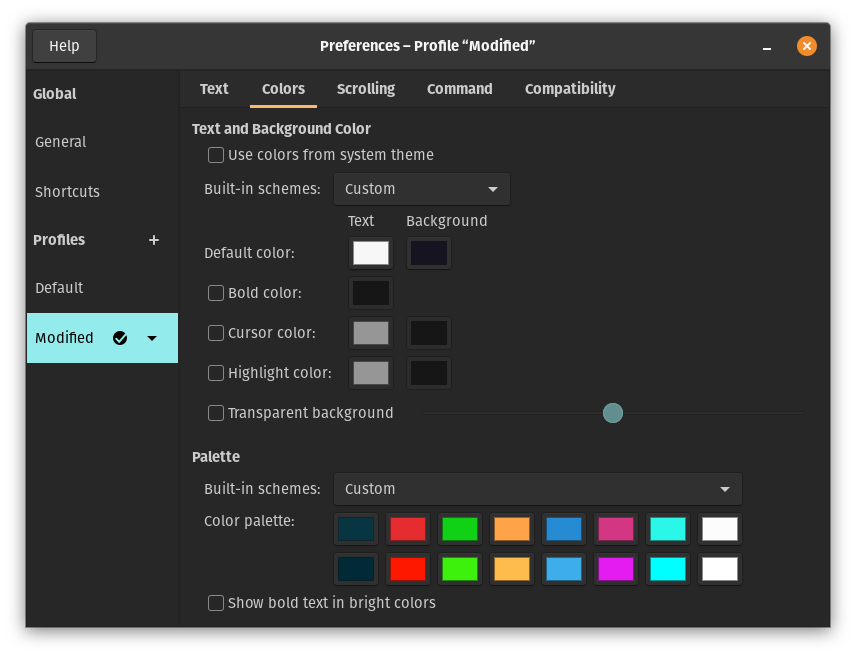 Help
Preferences – Profile “Modified”
Global
General
Shortcuts
Profiles +
Default
Modified
Text Colors Scrolling Command Compatibility
Text and Background Color
Use colors from system theme
Built-in schemes: Custom
Text Background
Default color:
Bold color:
Cursor color:
Highlight color:
Transparent background
Palette
Built-in schemes: Custom
Color palette:
Show bold text in bright colors